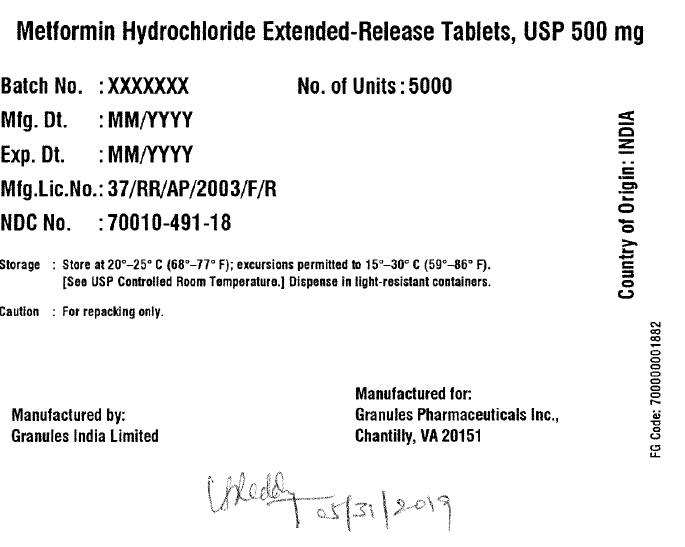 Metformin Hydrochloride Extended-Release Tablets, USP 500 mg
Batch No. : XXXXXXX No. of Units : 5000
Mfg. Dt. : MM/YYYY
Exp. Dt. : MM/YYYY
Mfg.Lic.No.: 37/RR/AP/2003/F/R
NDC No. : 70010-491-18
Storage : Store at 20°–25° C (68°–77° F); excursions permitted to 15°–30° C (59°–86° F).
[See USP Controlled Room Temperature.] Dispense in light-resistant containers.
Caution : For repacking only.
Country of Origin: INDIA
FG Code: 7000000001882
Manufactured by:
Granules India Limited
Manufactured for:
Granules Pharmaceuticals Inc.,
Chantilly, VA 20151
05/31/2019